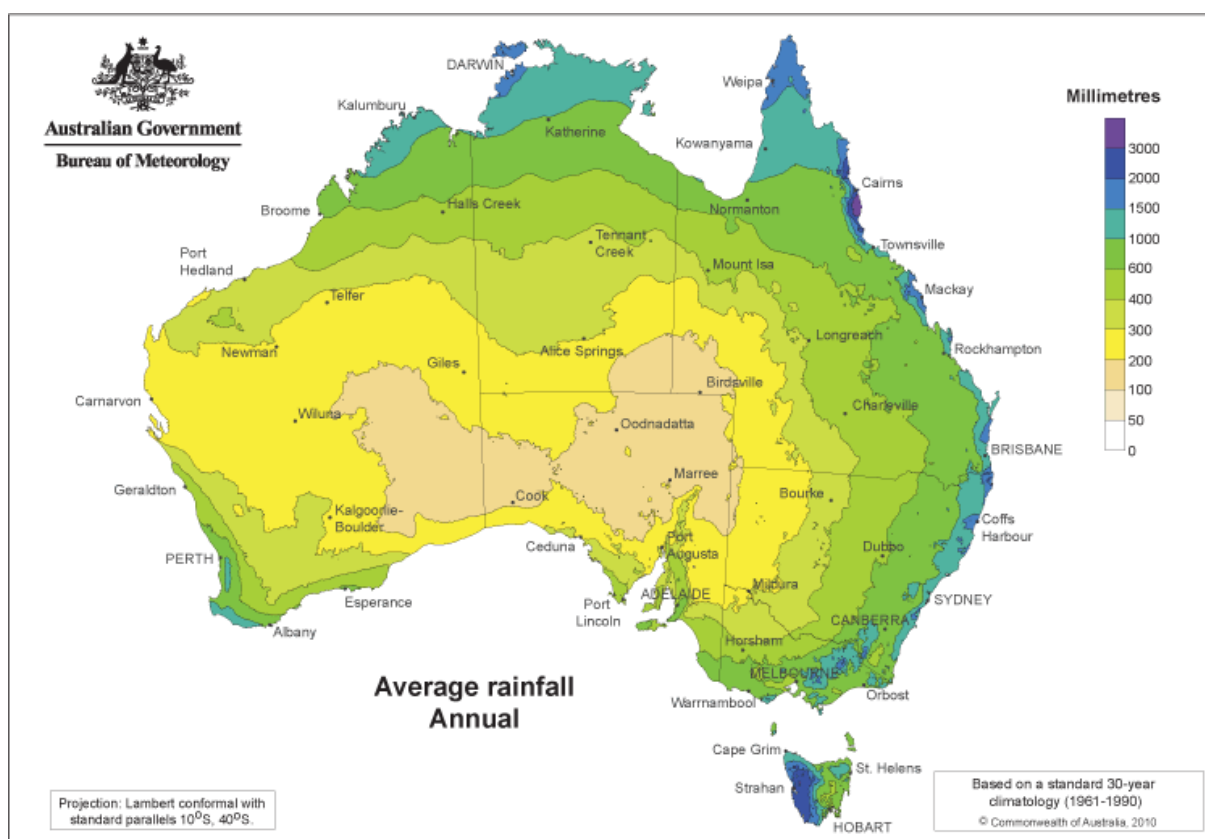 Australian Government
Bureau of Meteorology
DARWIN
Kalumburu
Katherine
Weipa
Kowanyama
Cairns
Broome
Halls Creek
Normanton
Tennant
Creek
Townsville
Port
Hedland
Mount Isa
Mackay
Telfer
Newman
Alice Springs
Longreach
Rockhampton
Giles
Birdsville
Carnarvon
Wiluna
Oodnadatta
Charleville
BRISBANE
Geraldton
Marree
Cook
Bourke
Kalgoorlie-
Boulder
Coffs
Harbour
PERTH
Ceduna
Port
Augusta
Dubbo
Esperance
Port
Lincoln
ADELAIDE
Mildura
SYDNEY
Albany
CANBERRA
Horsham
MELBOURNE
Orbost
Warrnambool
Cape Grim
St. Helens
Strahan
HOBART
Millimetres
3000
2000
1500
1000
600
400
300
200
100
50
0
Average rainfall
Annual
Projection: Lambert conformal with
standard parallels 10⁰S, 40⁰S.
Based on a standard 30-year
climatology (1961-1990)
© Commonwealth of Australia, 2010